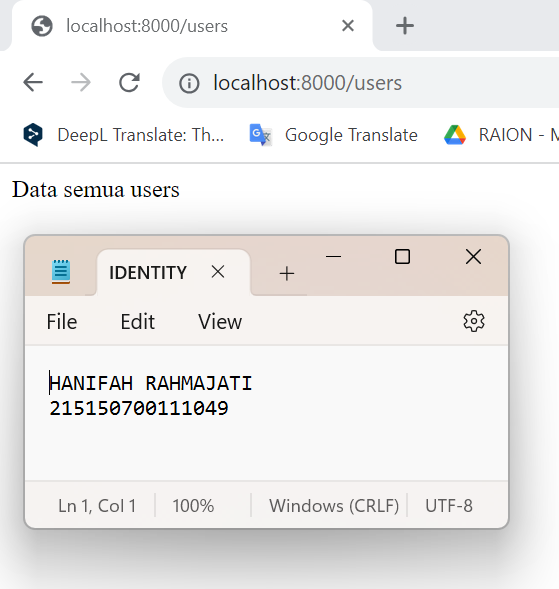 localhost:8000/users
localhost:8000/users
DeepL Translate: Th... Google Translate RAION - M
Data semua users
IDENTITY
File Edit View
HANIFAH RAHMAJATI
215150700111049
Ln 1, Col 1 100% Windows (CRLF) UTF-8